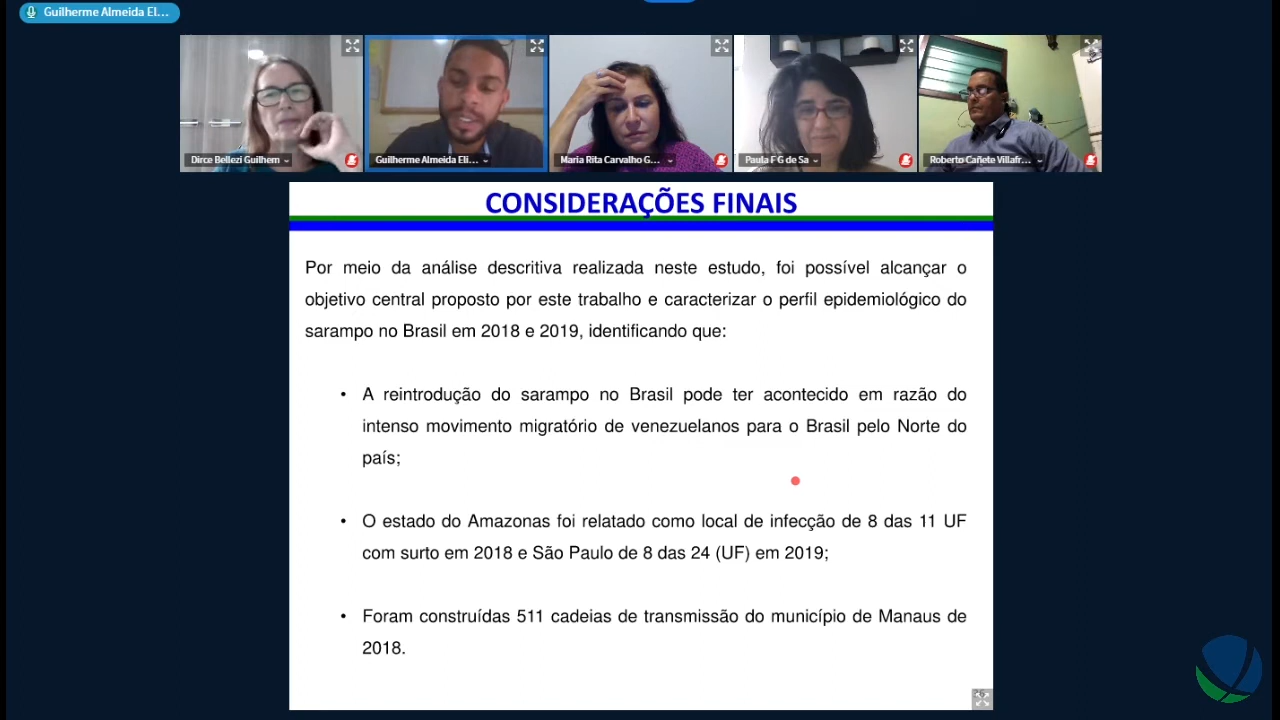 Guilherme Almeida El...
Dirce Bellezi Guilhem
Guilherme Almeida Eli...
Maria Rita Carvalho G...
Paula F G de Sa
Roberto Cañete Villafr...
CONSIDERAÇÕES FINAIS
Por meio da análise descritiva realizada neste estudo, foi possível alcançar o
objetivo central proposto por este trabalho e caracterizar o perfil epidemiológico do
sarampo no Brasil em 2018 e 2019, identificando que:
• A reintrodução do sarampo no Brasil pode ter acontecido em razão do
intenso movimento migratório de venezuelanos para o Brasil pelo Norte do
país;
• O estado do Amazonas foi relatado como local de infecção de 8 das 11 UF
com surto em 2018 e São Paulo de 8 das 24 (UF) em 2019;
• Foram construídas 511 cadeias de transmissão do município de Manaus de
2018.